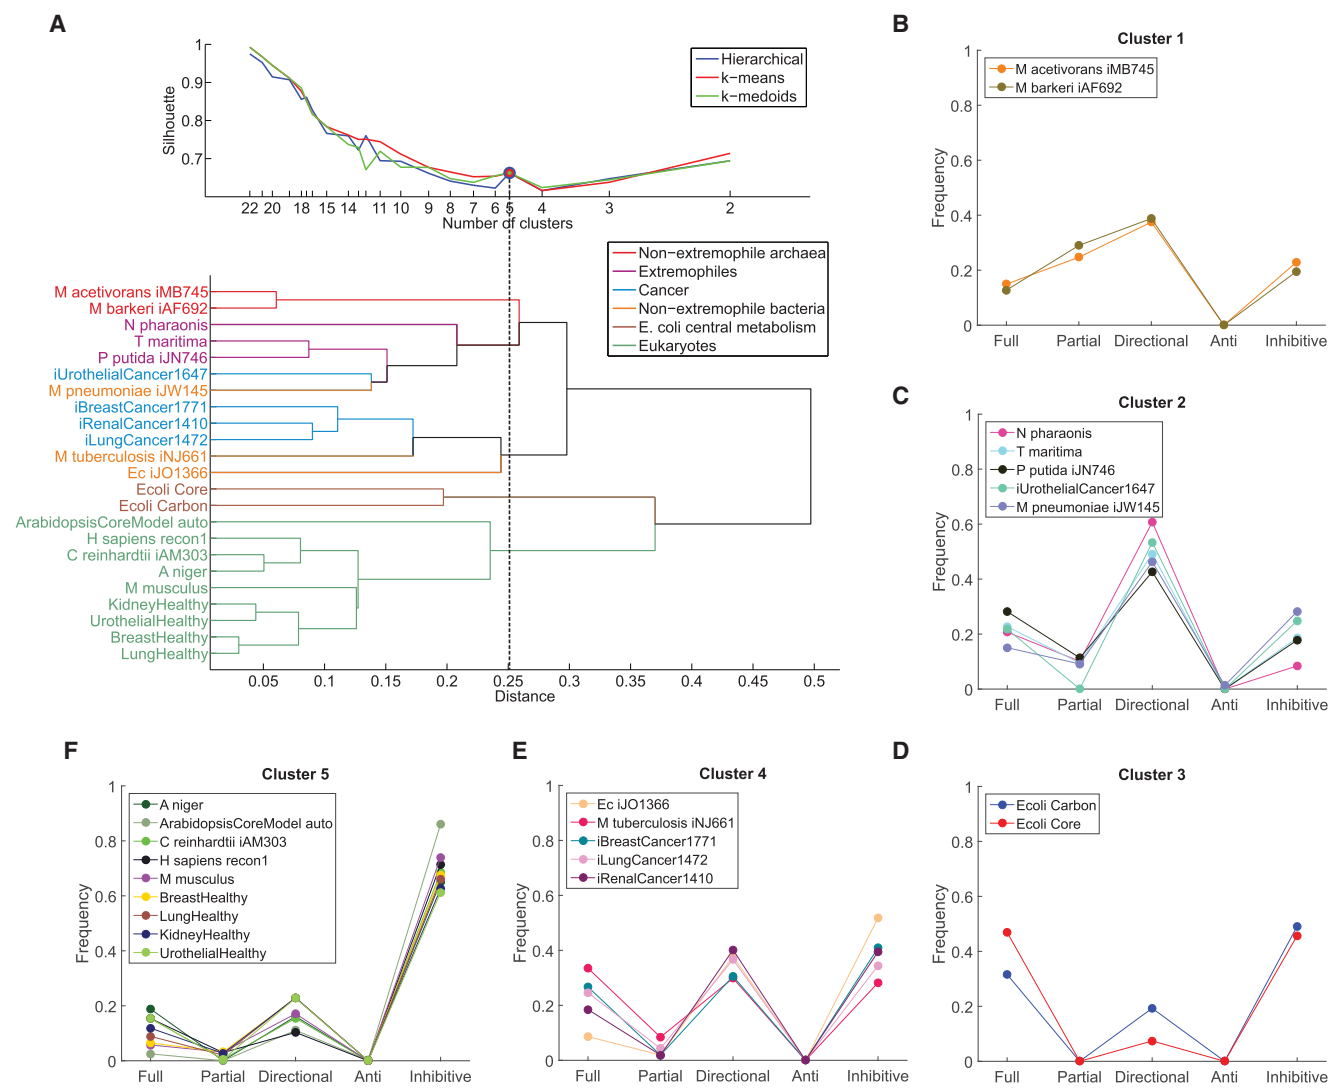 A
1
0.9
0.8
0.7
Silhouette
Hierarchical
k-means
k-medoids
22 20 18 15 14 11 10 9 8 7 6 5 4 3 2
Number of clusters
Non-extremophile archaea
Extremophiles
Cancer
Non-extremophile bacteria
E. coli central metabolism
Eukaryotes
M acetivorans iMB745
M barkeri iAF692
N pharaonis
T maritima
P putida iJN746
iUrothelialCancer1647
M pneumoniae iJW145
iBreastCancer1771
iRenalCancer1410
iLungCancer1472
M tuberculosis iNJ661
Ec iJO1366
Ecoli Core
Ecoli Carbon
ArabidopsisCoreModel auto
H sapiens recon1
C reinhardtii iAM303
A niger
M musculus
KidneyHealthy
UrothelialHealthy
BreastHealthy
LungHealthy
0.05 0.1 0.15 0.2 0.25 0.3 0.35 0.4 0.45 0.5
Distance
B
Cluster 1
M acetivorans iMB745
M barkeri iAF692
1
0.8
0.6
0.4
0.2
0
Frequency
Full Partial Directional Anti Inhibitive
C
Cluster 2
N pharaonis
T maritima
P putida iJN746
iUrothelialCancer1647
M pneumoniae iJW145
1
0.8
0.6
0.4
0.2
0
Frequency
Full Partial Directional Anti Inhibitive
F
Cluster 5
A niger
ArabidopsisCoreModel auto
C reinhardtii iAM303
H sapiens recon1
M musculus
BreastHealthy
LungHealthy
KidneyHealthy
UrothelialHealthy
1
0.8
0.6
0.4
0.2
0
Frequency
Full Partial Directional Anti Inhibitive
E
Cluster 4
Ec iJO1366
M tuberculosis iNJ661
iBreastCancer1771
iLungCancer1472
iRenalCancer1410
1
0.8
0.6
0.4
0.2
0
Frequency
Full Partial Directional Anti Inhibitive
D
Cluster 3
Ecoli Carbon
Ecoli Core
1
0.8
0.6
0.4
0.2
0
Frequency
Full Partial Directional Anti Inhibitive